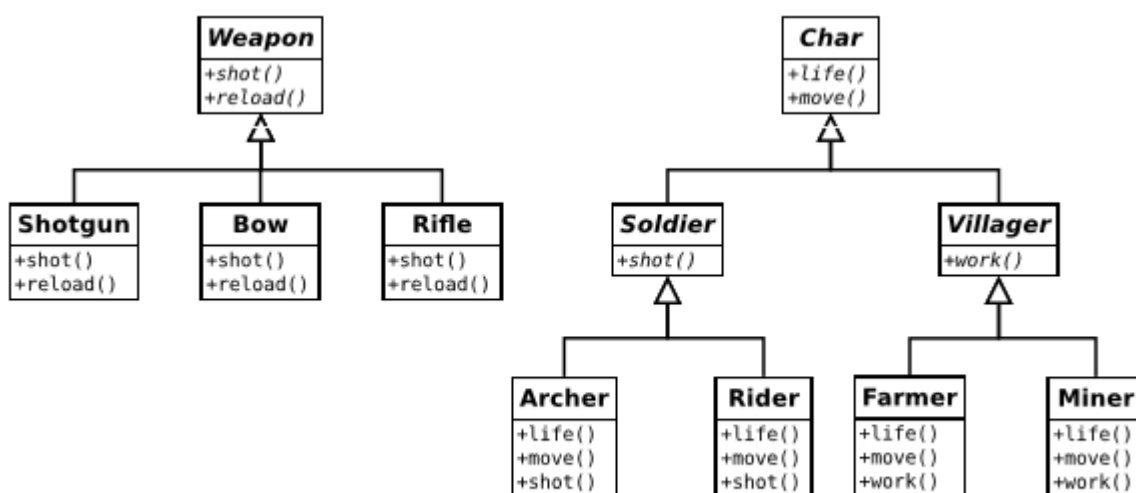 Weapon
+shot()
+reload()
Char
+life()
+move()
Shotgun
+shot()
+reload()
Bow
+shot()
+reload()
Rifle
+shot()
+reload()
Soldier
+shot()
Villager
+work()
Archer
+life()
+move()
+shot()
Rider
+life()
+move()
+shot()
Farmer
+life()
+move()
+work()
Miner
+life()
+move()
+work()